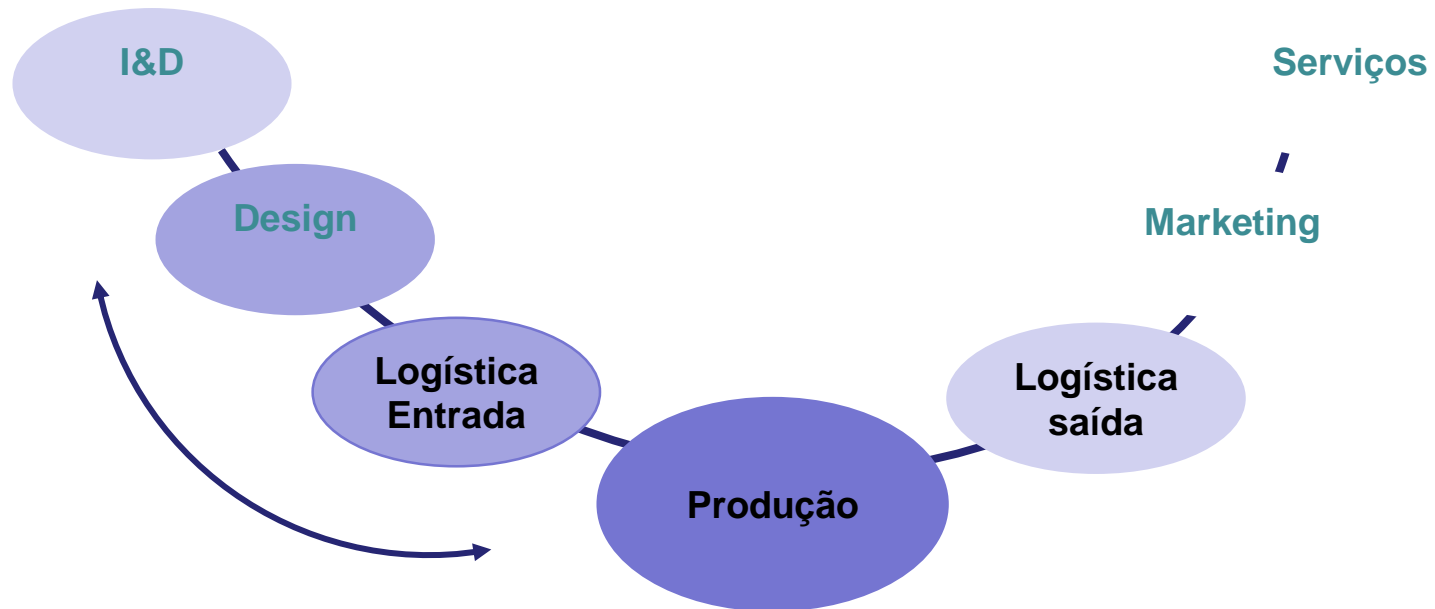 I&D
Design
Logística
Entrada
Produção
Logística
saída
Marketing
Serviços